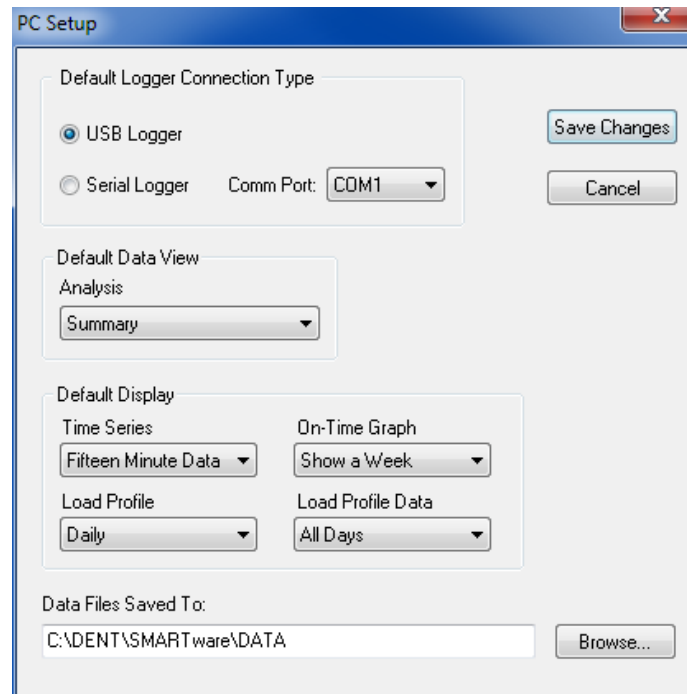 PC Setup
Default Logger Connection Type
USB Logger
Save Changes
Serial Logger Comm Port: COM1
Cancel
Default Data View
Analysis
Summary
Default Display
Time Series On-Time Graph
Fifteen Minute Data Show a Week
Load Profile Load Profile Data
Daily All Days
Data Files Saved To:
C:\DENT\SMARTware\DATA Browse...